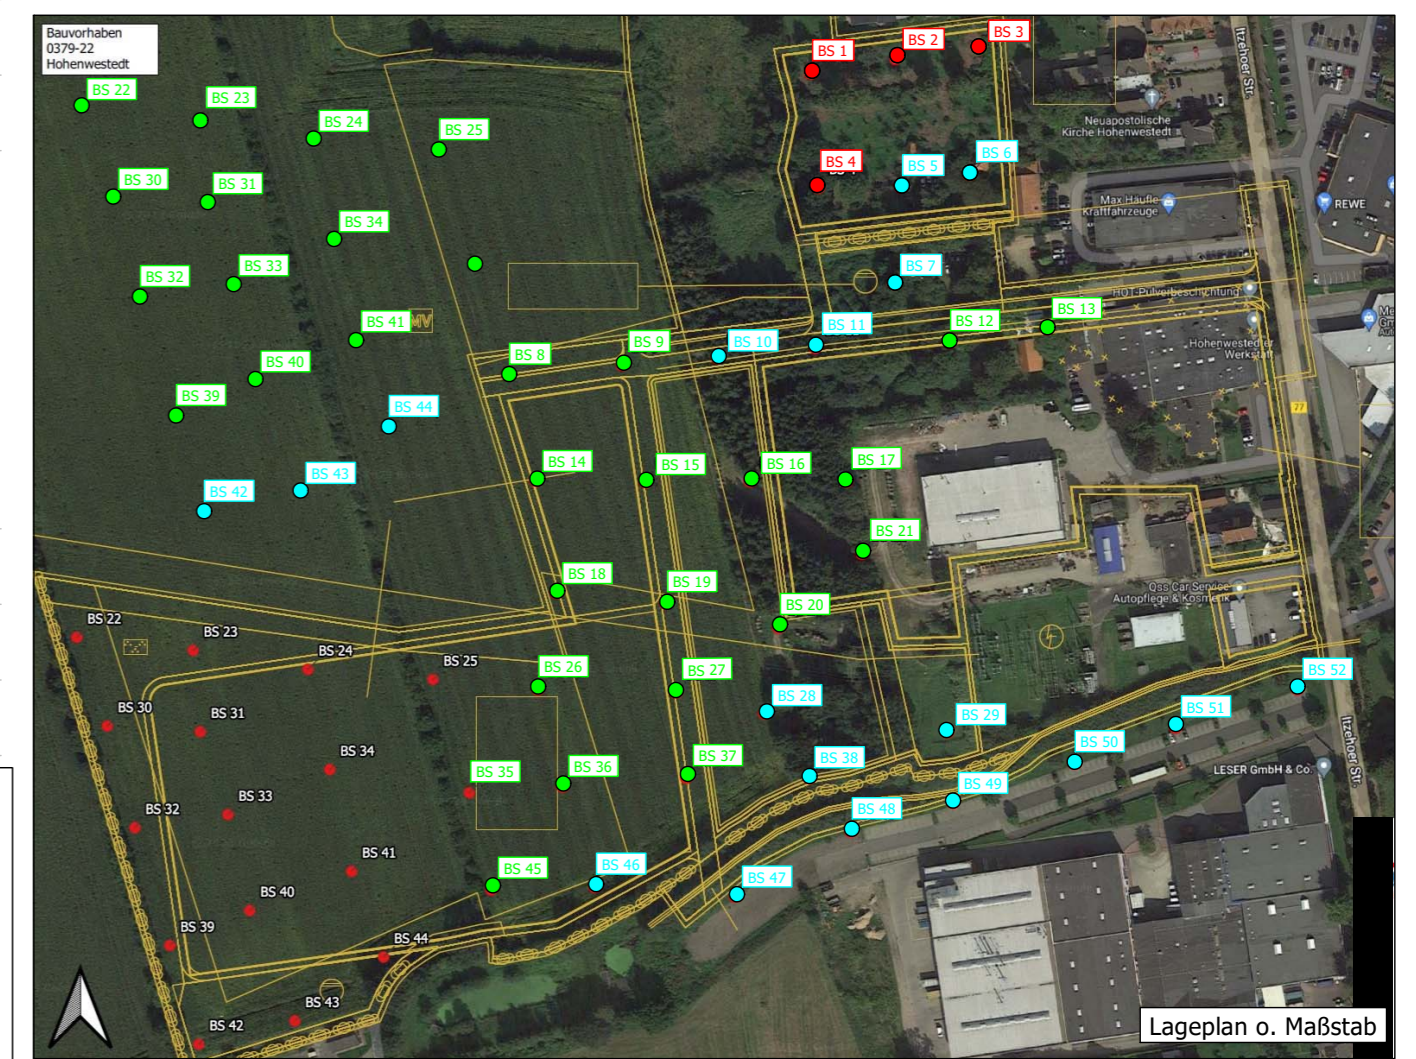 Bauvorhaben
0379-22
Hohenwestedt
BS 1
BS 2
BS 3
Itzehoer Str.
BS 22
BS 23
BS 24
BS 25
Neuapostolische
Kirche Hohenwestedt
BS 4
BS 5
BS 6
BS 30
BS 31
Max Häufle
Kraftfahrzeuge
REWE
BS 34
BS 32
BS 33
BS 7
HOT-Pulverbeschichtung
BS 41
MV
BS 8
BS 9
BS 10
BS 11
BS 12
BS 13
Hohenwestedter
Werkstatt
BS 40
BS 39
BS 44
27
BS 14
BS 15
BS 16
BS 17
BS 43
BS 42
BS 21
BS 18
BS 19
BS 20
Qss Car Service
Autopflege & Kosmetik
BS 22
BS 23
BS 24
BS 25
BS 26
BS 27
BS 28
BS 29
BS 52
BS 51
BS 30
BS 31
BS 34
BS 35
BS 36
BS 37
BS 38
BS 50
Itzehoer Str.
LESER GmbH & Co.
BS 32
BS 33
BS 49
BS 48
BS 41
BS 45
BS 46
BS 47
BS 40
BS 39
BS 44
BS 43
BS 42
Lageplan o. Maßstab